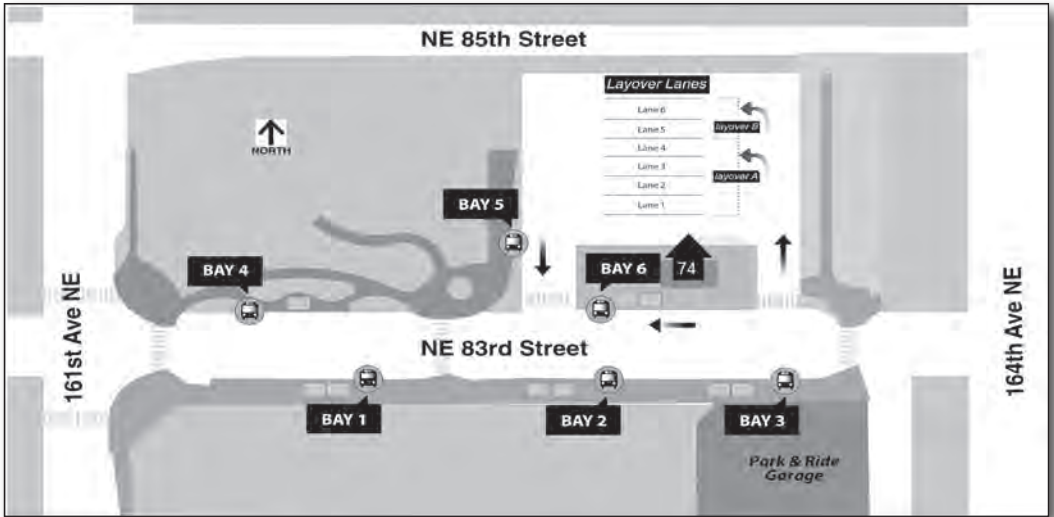 NE 85th Street
Layover Lanes
Lane 6
Lane 5
Lane 4
Lane 3
Lane 2
Lane 1
layover B
layover A
NORTH
BAY 5
BAY 4
BAY 6
74
161st Ave NE
NE 83rd Street
164th Ave NE
BAY 1
BAY 2
BAY 3
Park & Ride
Garage